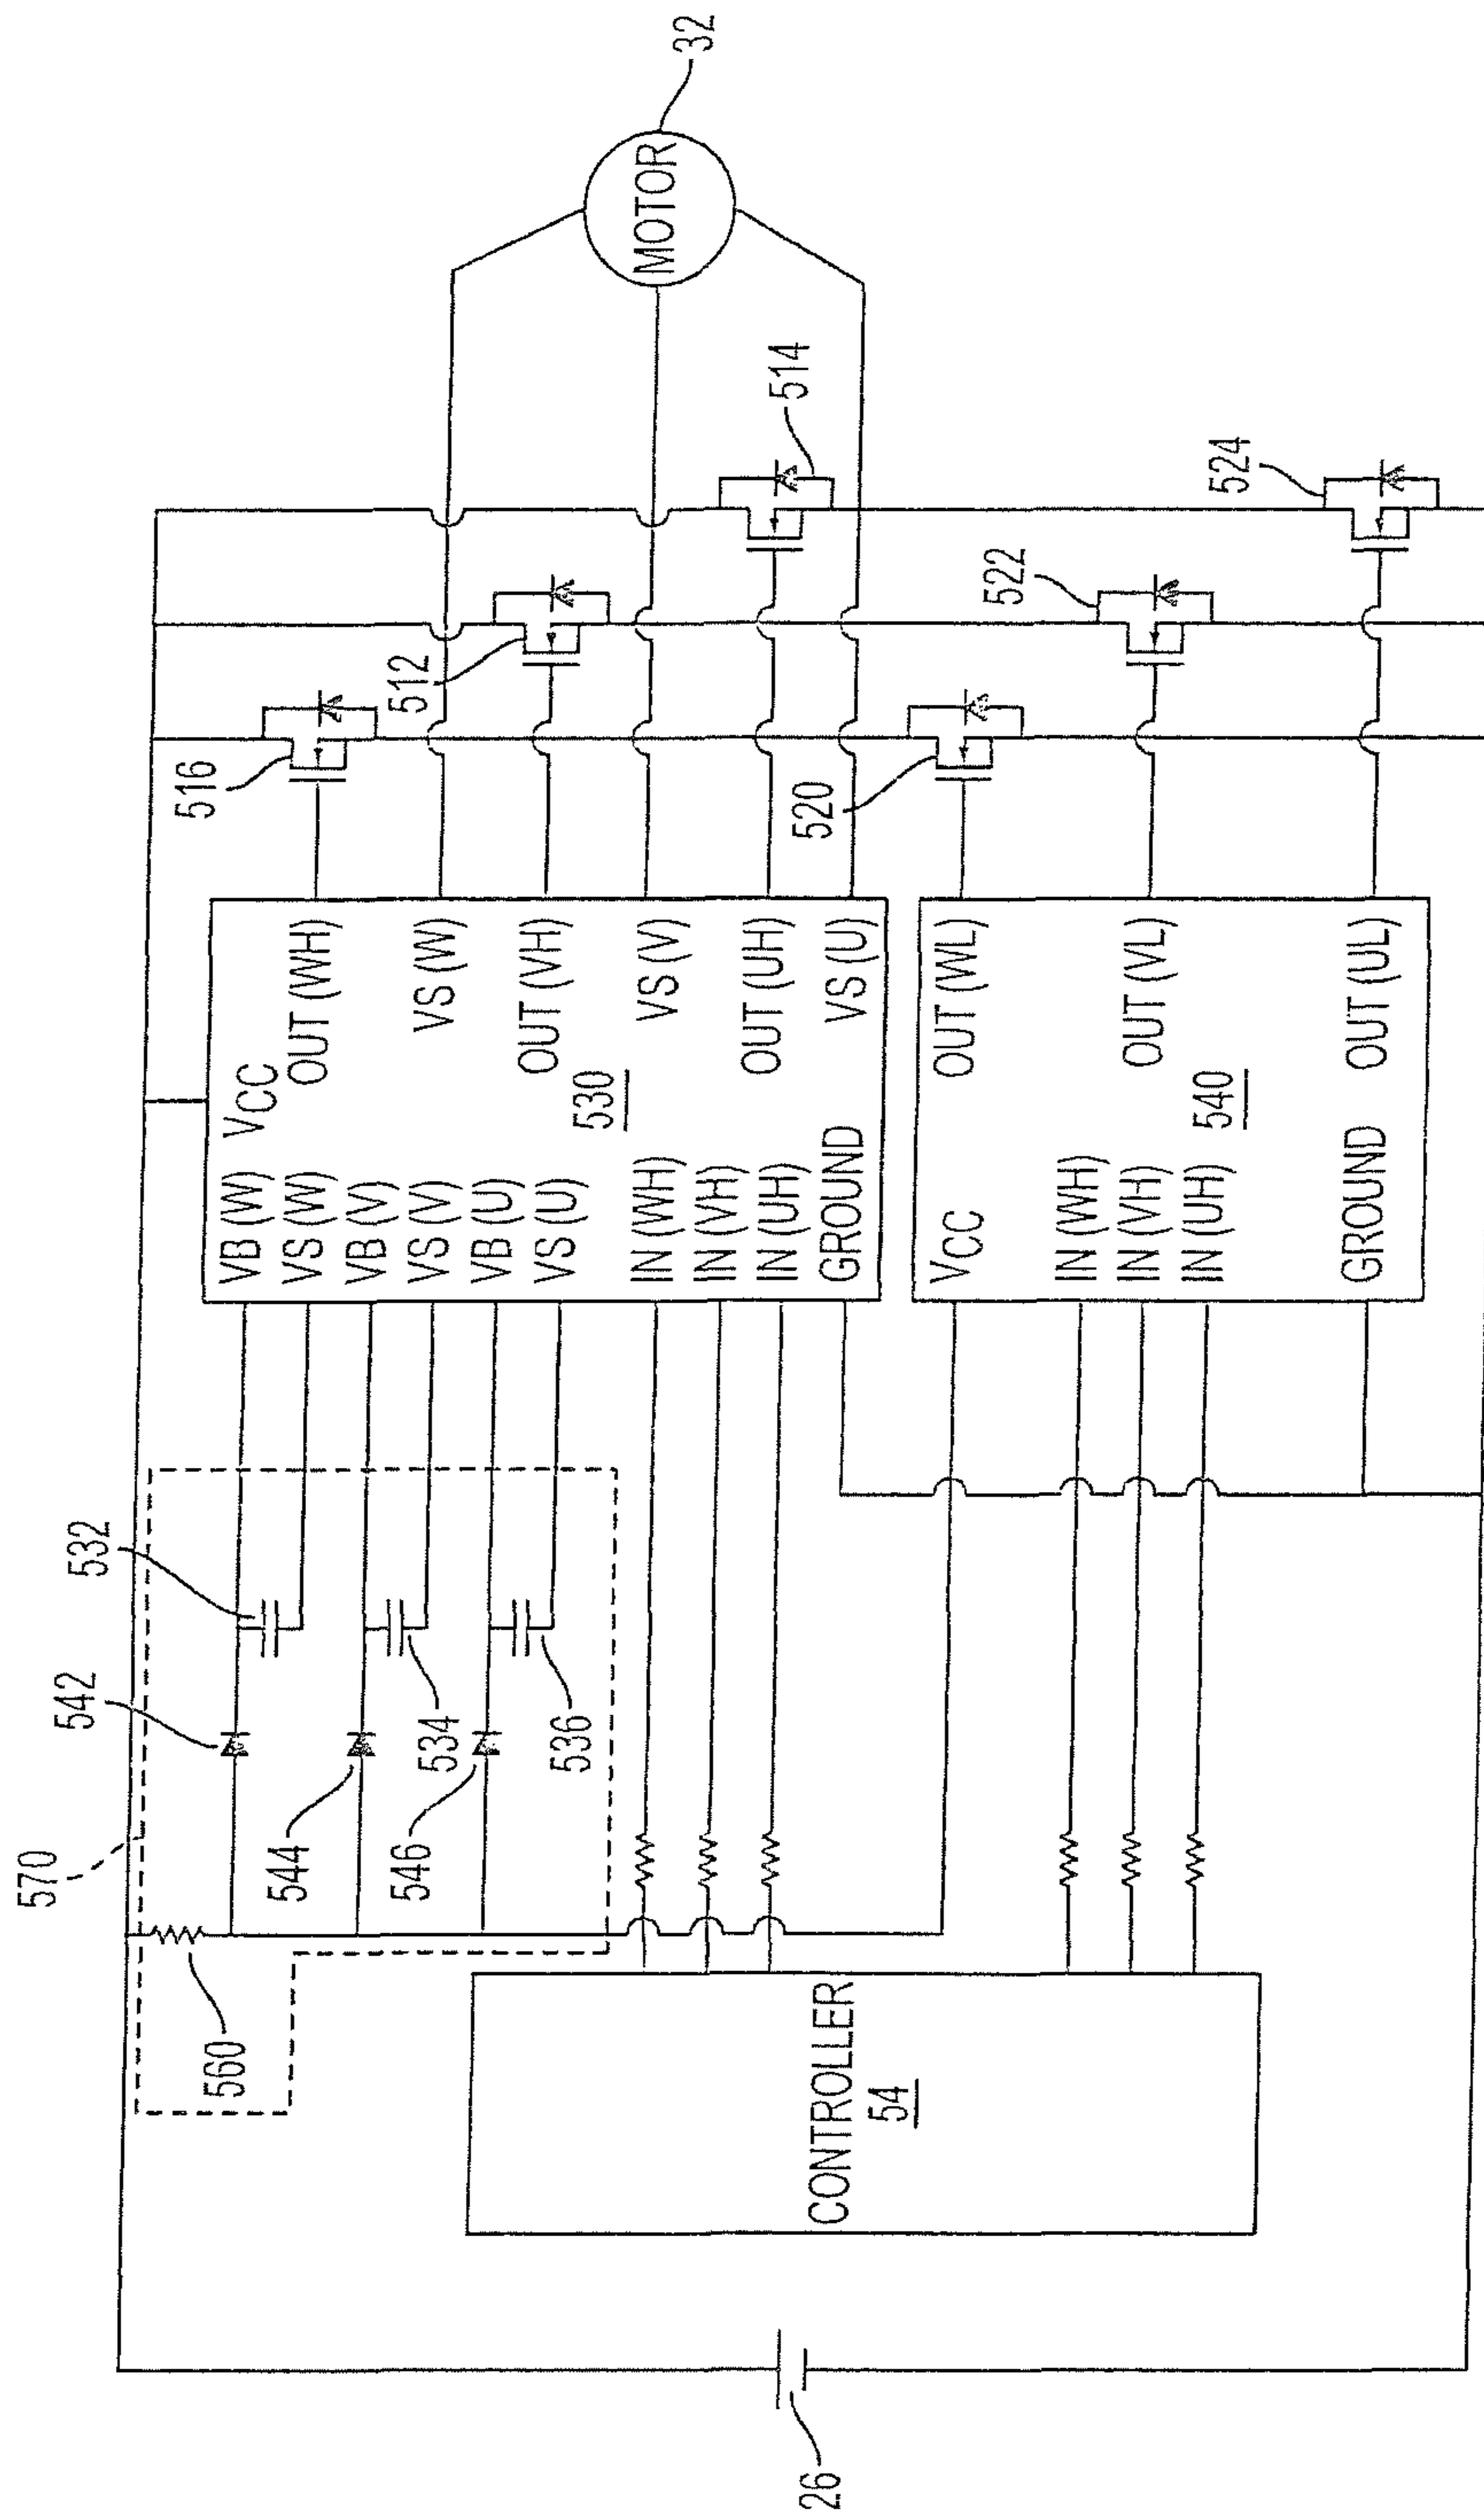 570
542
532
560
544
534
546
536
CONTROLLER
54
26
VB (W)
VS (W)
VB (V)
VS (V)
VB (U)
VS (U)
IN (WH)
IN (VH)
IN (UH)
GROUND
VCC
OUT (WH)
VS (W)
OUT (VH)
VS (V)
OUT (UH)
VS (U)
530
VCC
IN (WH)
IN (VH)
IN (UH)
GROUND
OUT (WL)
OUT (VL)
OUT (UL)
540
516
512
514
520
522
524
MOTOR
32